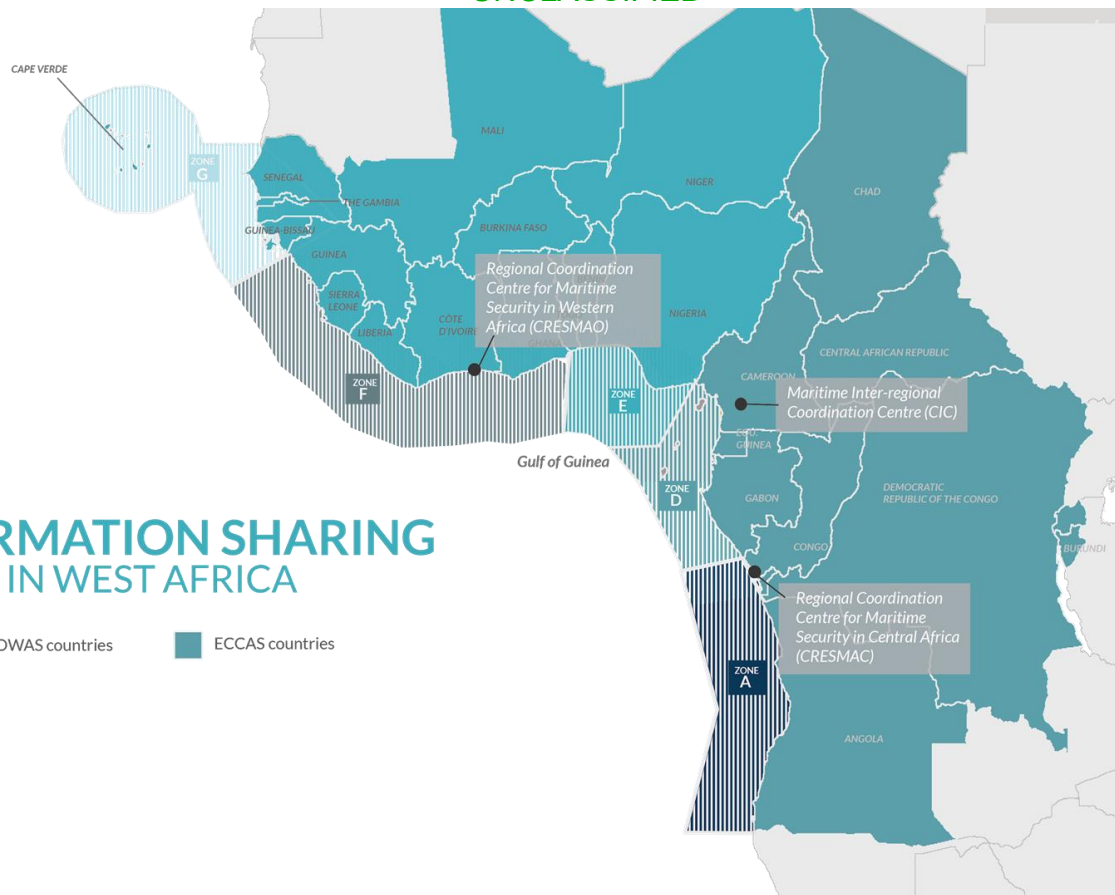 CAPE VERDE
MALI
ZONE
G
SENEGAL
NIGER
CHAD
THE GAMBIA
GUINEA-BISSAU
BURKINA FASO
GUINEA
Regional Coordination
Centre for Maritime
Security in Western
Africa (CRESMAO)
SIERRA
LEONE
LIBERIA
CÔTE
D'IVOIRE
GHANA
NIGERIA
CENTRAL AFRICAN REPUBLIC
CAMEROON
ZONE
F
ZONE
E
Maritime Inter-regional
Coordination Centre (CIC)
EQU.
GUINEA
Gulf of Guinea
ZONE
D
GABON
DEMOCRATIC
REPUBLIC OF THE CONGO
CONGO
BURUNDI
RMATION SHARING
IN WEST AFRICA
Regional Coordination
Centre for Maritime
Security in Central Africa
(CRESMAC)
OWAS countries
ECCAS countries
ZONE
A
ANGOLA